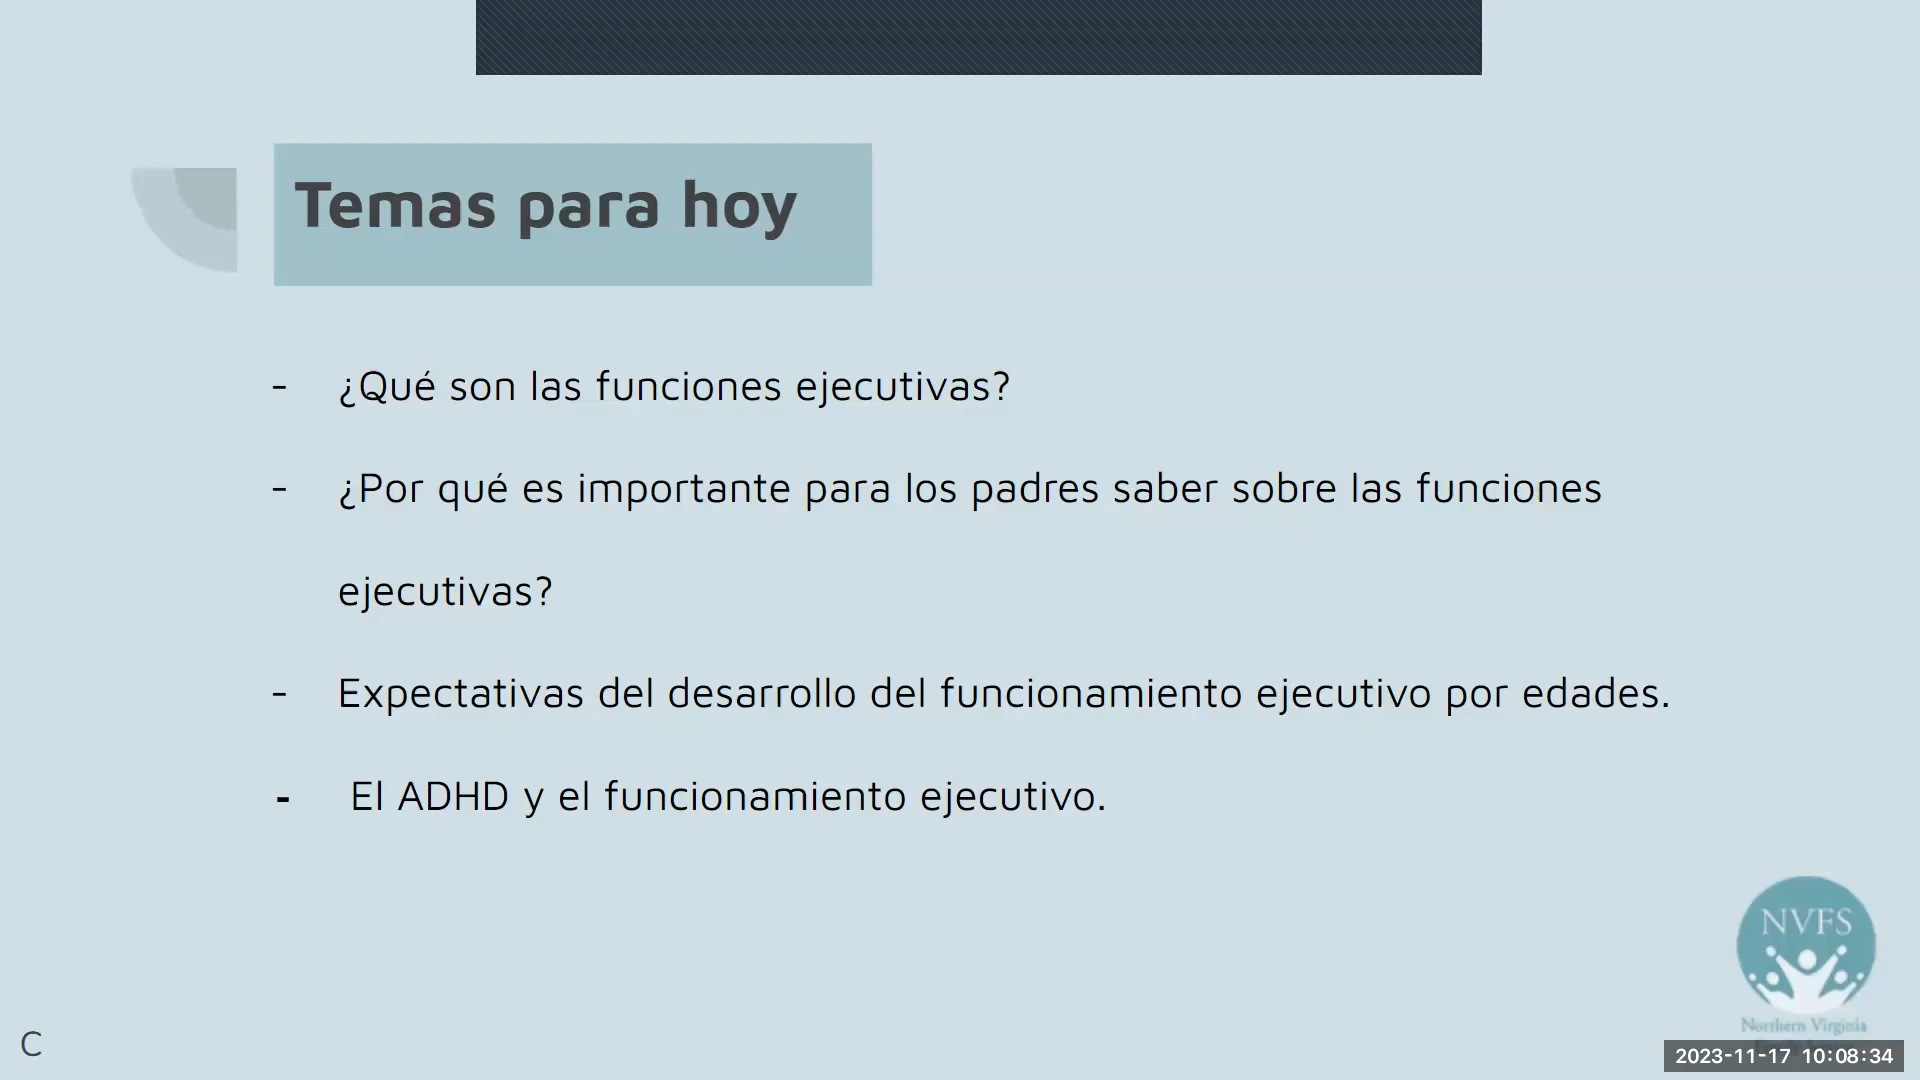 Temas para hoy
- ¿Qué son las funciones ejecutivas?
- ¿Por qué es importante para los padres saber sobre las funciones
ejecutivas?
- Expectativas del desarrollo del funcionamiento ejecutivo por edades.
- El ADHD y el funcionamiento ejecutivo.
NVFS
Northern Virginia
C
2023-11-17 10:08:34